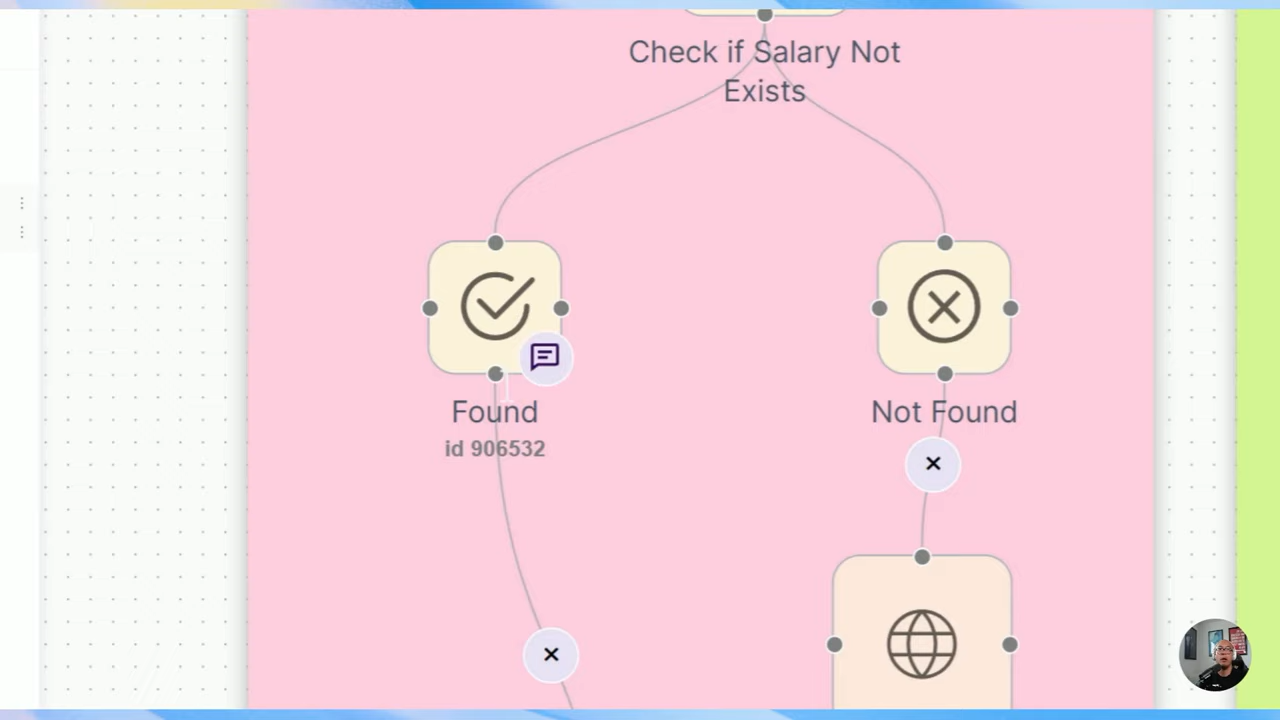 Check if Salary Not
Exists
Found
id 906532
Not Found